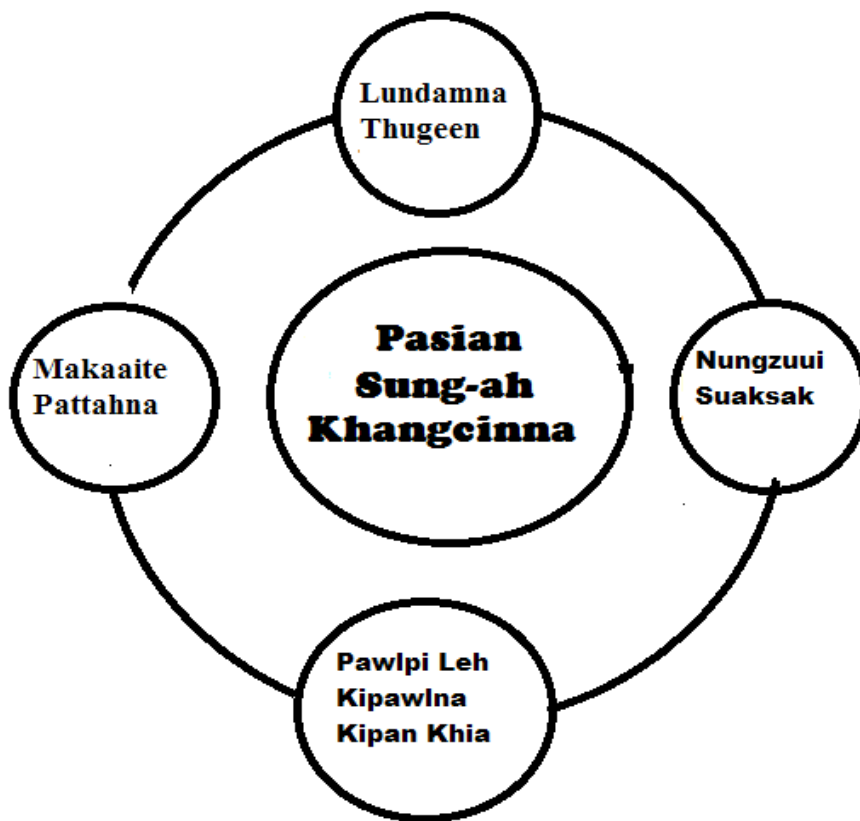 Lundamna
Thugeen
Makaaite
Pattahna
Pasian
Sung-ah
Khangcinna
Nungzuui
Suaksak
Pawlpi Leh
Kipawlna
Kipan Khia